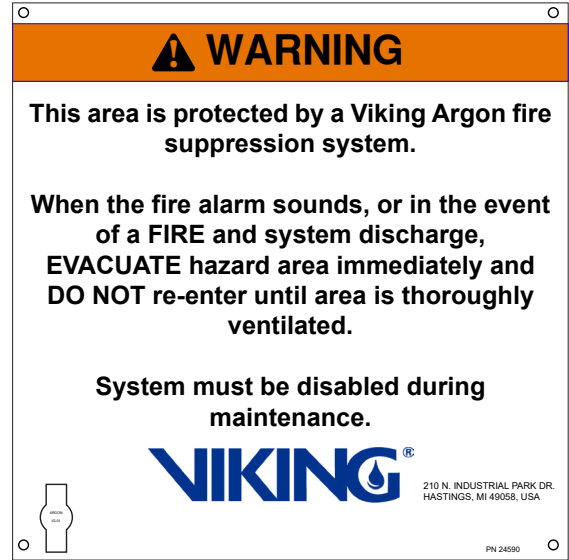 WARNING
This area is protected by a Viking Argon fire
suppression system.
When the fire alarm sounds, or in the event
of a FIRE and system discharge,
EVACUATE hazard area immediately and
DO NOT re-enter until area is thoroughly
ventilated.
System must be disabled during
maintenance.
VIKING®
210 N. INDUSTRIAL PARK DR.
HASTINGS, MI 49058, USA
ARGON
IG-01
PN 24590